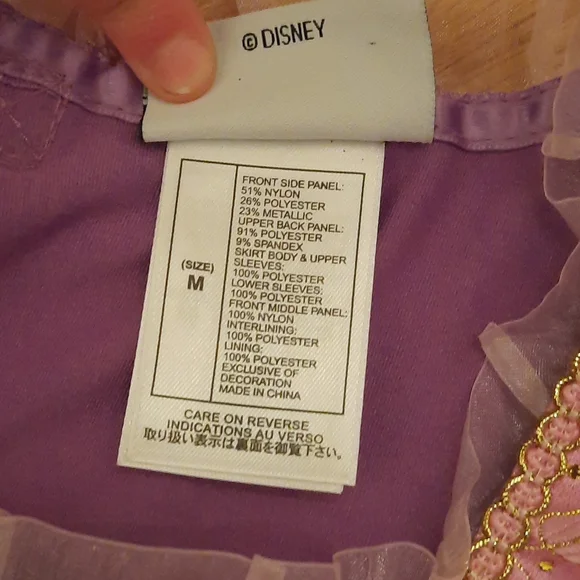 © DISNEY
(SIZE)
M
FRONT SIDE PANEL:
51% NYLON
26% POLYESTER
23% METALLIC
UPPER BACK PANEL:
91% POLYESTER
9% SPANDEX
SKIRT BODY & UPPER
SLEEVES:
100% POLYESTER
LOWER SLEEVES:
100% POLYESTER
FRONT MIDDLE PANEL:
100% NYLON
INTERLINING:
100% POLYESTER
LINING:
100% POLYESTER
EXCLUSIVE OF
DECORATION
MADE IN CHINA
CARE ON REVERSE
INDICATIONS AU VERSO
取り扱い表示は裏面を御覧下さい